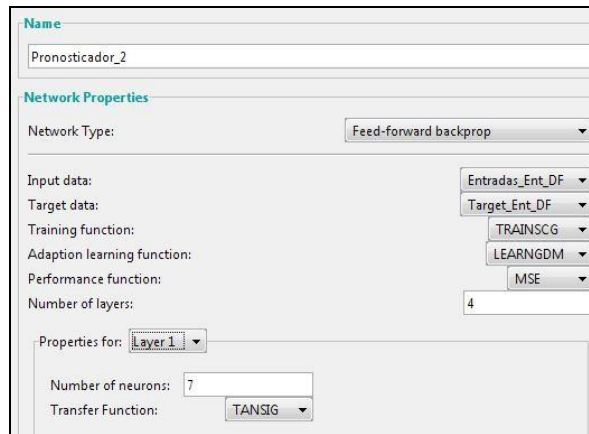 Name
Pronosticador_2
Network Properties
Network Type: Feed-forward backprop
Input data: Entradas_Ent_DF
Target data: Target_Ent_DF
Training function: TRAINSCG
Adaption learning function: LEARNGDM
Performance function: MSE
Number of layers: 4
Properties for: Layer 1
Number of neurons: 7
Transfer Function: TANSIG